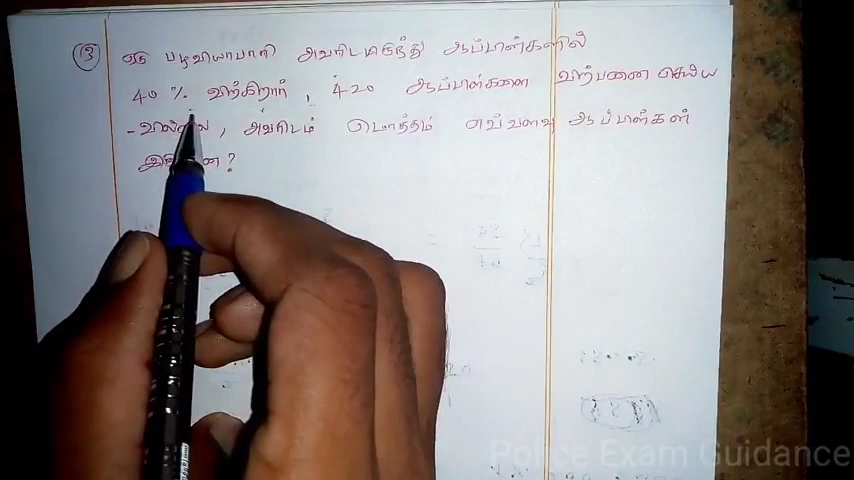 ③ ஒரு பழவியாபாரி அவரிடமிருந்து ஆப்பிள்களில்
40 % விற்கிறார், 420 ஆப்பிள்களை விற்பனை செய்ய
-வில்லை, அவரிடம் மொத்தம் எவ்வளவு ஆப்பிள்கள்
?
Police Exam Guidance